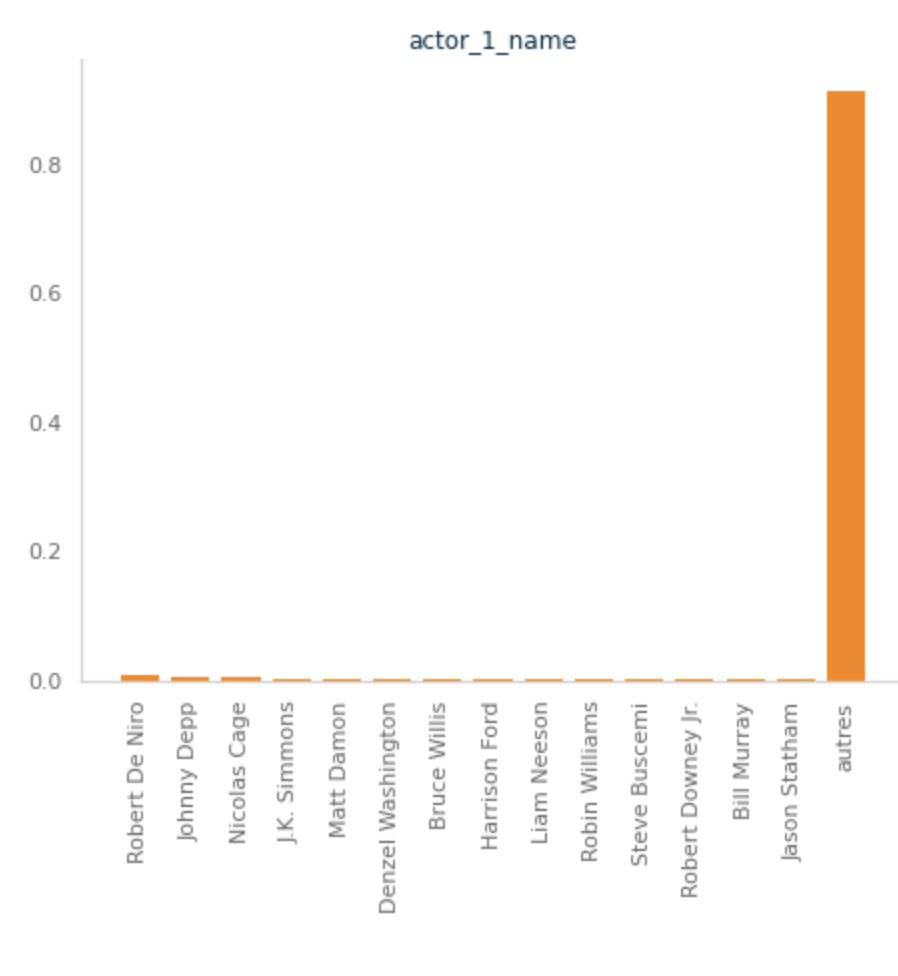 actor_1_name
0.8
0.6
0.4
0.2
0.0
Robert De Niro
Johnny Depp
Nicolas Cage
J.K. Simmons
Matt Damon
Denzel Washington
Bruce Willis
Harrison Ford
Liam Neeson
Robin Williams
Steve Buscemi
Robert Downey Jr.
Bill Murray
Jason Statham
autres